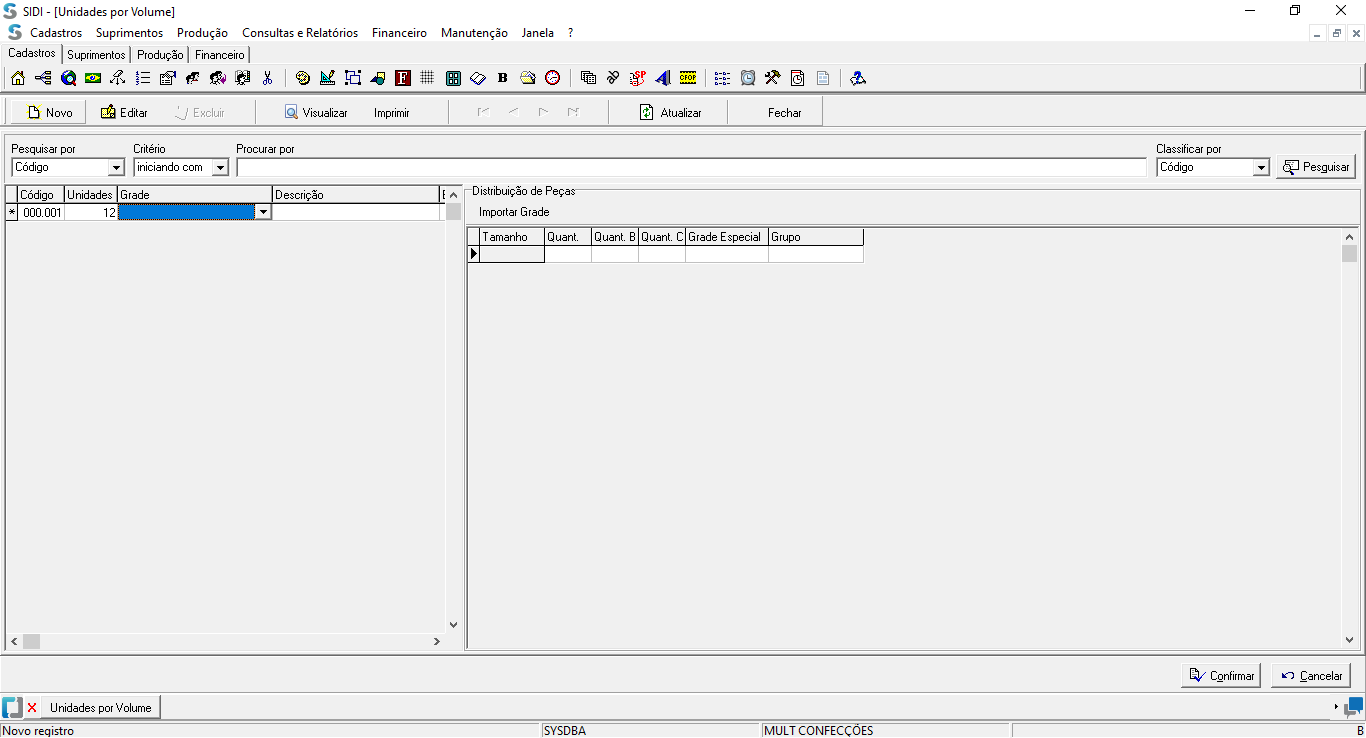 SIDI - [Unidades por Volume]
Cadastros Suprimentos Produção Consultas e Relatórios Financeiro Manutenção Janela ?
Cadastros Suprimentos Produção Financeiro
F B SP CFOP
Novo Editar Excluir Visualizar Imprimir Atualizar Fechar
Pesquisar por Critério Procurar por Classificar por
Código iniciando com Código Pesquisar
Código Unidades Grade Descrição
* 000.001 12
Distribuição de Peças
Importar Grade
Tamanho Quant. Quant. B Quant. C Grade Especial Grupo
Confirmar Cancelar
Unidades por Volume
Novo registro SYSDBA MULT CONFECÇÕES B